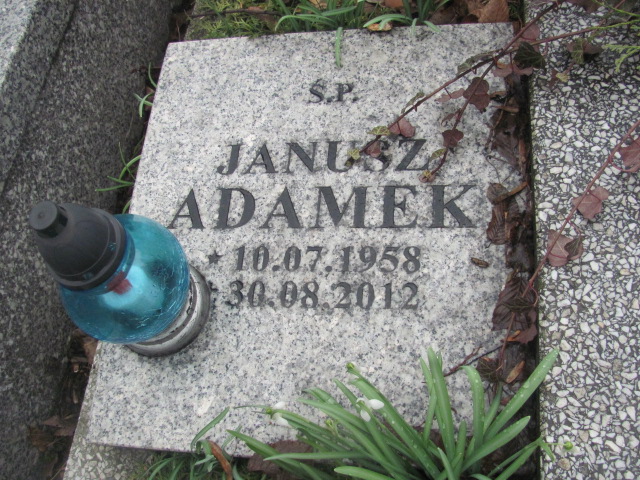 Ś.P.
JANUSZ
ADAMEK
* 10.07.1958
30.08.2012